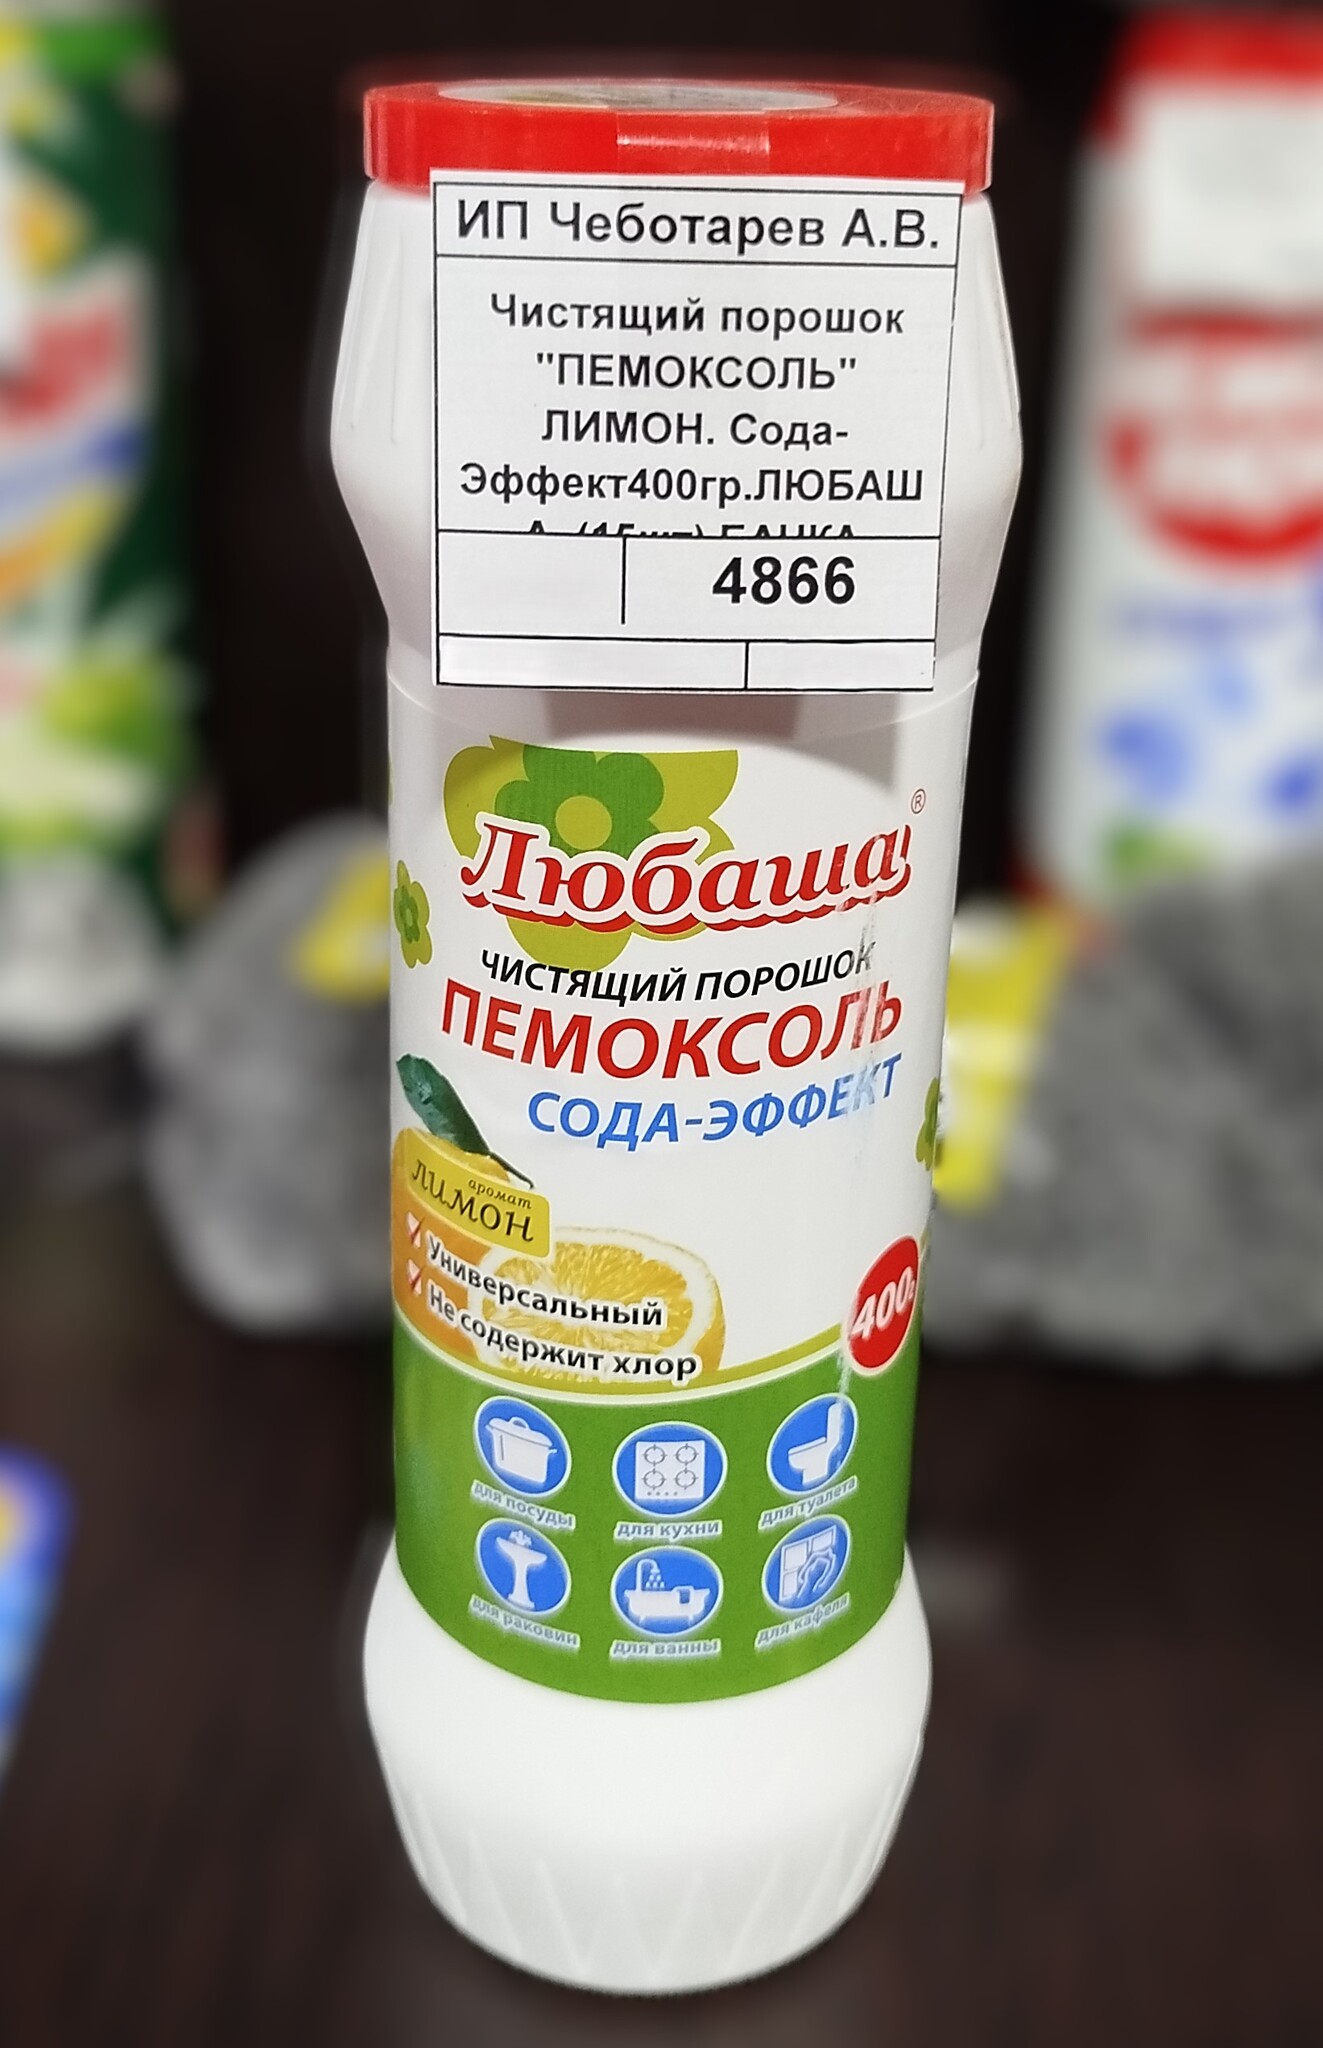 ИП Чеботарев А.В.
Чистящий порошок
"ПЕМОКСОЛЬ"
ЛИМОН. Сода-
Эффект400гр.ЛЮБАШ
4866
Любаша®
ЧИСТЯЩИЙ ПОРОШОК
ПЕМОКСОЛЬ
СОДА-ЭФФЕКТ
аромат
ЛИМОН
Универсальный
Не содержит хлор
400г
для посуды
для кухни
для туалета
для раковин
для ванны
для кафеля